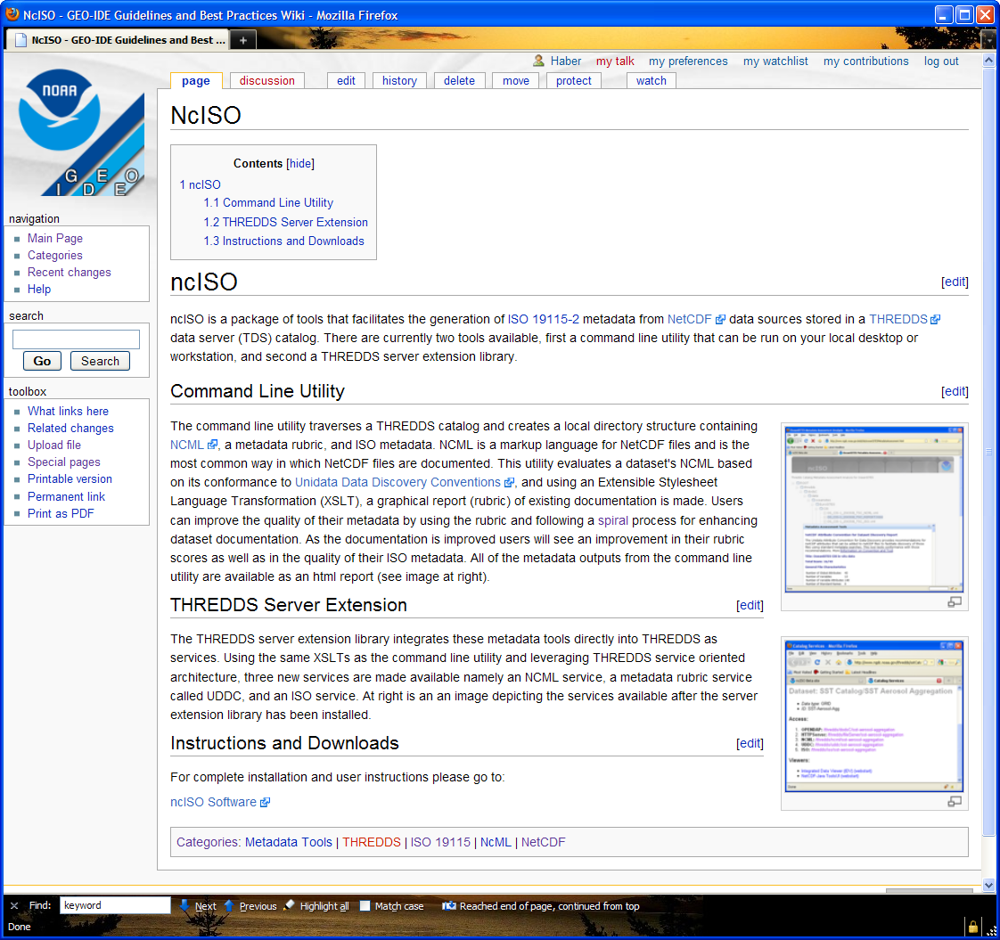 NcISO - GEO-IDE Guidelines and Best Practices Wiki - Mozilla Firefox
NcISO - GEO-IDE Guidelines and Best ...
+
Haber my talk my preferences my watchlist my contributions log out
page discussion edit history delete move protect watch
NOAA
G E O
I D E
NcISO
Contents [hide]
1 ncISO
1.1 Command Line Utility
1.2 THREDDS Server Extension
1.3 Instructions and Downloads
navigation
Main Page
Categories
Recent changes
Help
search
Go Search
toolbox
What links here
Related changes
Upload file
Special pages
Printable version
Permanent link
Print as PDF
ncISO [edit]
ncISO is a package of tools that facilitates the generation of ISO 19115-2 metadata from NetCDF data sources stored in a THREDDS
data server (TDS) catalog. There are currently two tools available, first a command line utility that can be run on your local desktop or
workstation, and second a THREDDS server extension library.
Command Line Utility [edit]
The command line utility traverses a THREDDS catalog and creates a local directory structure containing
NCML, a metadata rubric, and ISO metadata. NCML is a markup language for NetCDF files and is the
most common way in which NetCDF files are documented. This utility evaluates a dataset's NCML based
on its conformance to Unidata Data Discovery Conventions, and using an Extensible Stylesheet
Language Transformation (XSLT), a graphical report (rubric) of existing documentation is made. Users
can improve the quality of their metadata by using the rubric and following a spiral process for enhancing
dataset documentation. As the documentation is improved users will see an improvement in their rubric
scores as well as in the quality of their ISO metadata. All of the metadata outputs from the command line
utility are available as an html report (see image at right).
THREDDS Server Extension [edit]
The THREDDS server extension library integrates these metadata tools directly into THREDDS as
services. Using the same XSLTs as the command line utility and leveraging THREDDS service oriented
architecture, three new services are made available namely an NCML service, a metadata rubric service
called UDDC, and an ISO service. At right is an an image depicting the services available after the server
extension library has been installed.
Catalog Services - Mozilla Firefox
Catalog Services
Dataset: SST Catalog/SST Aerosol Aggregation
Data type: GRID
ID: SST-Aerosol-Agg
Access:
Viewers:
Instructions and Downloads [edit]
For complete installation and user instructions please go to:
ncISO Software
Categories: Metadata Tools | THREDDS | ISO 19115 | NcML | NetCDF
Find: keyword Next Previous Highlight all Match case Reached end of page, continued from top
Done